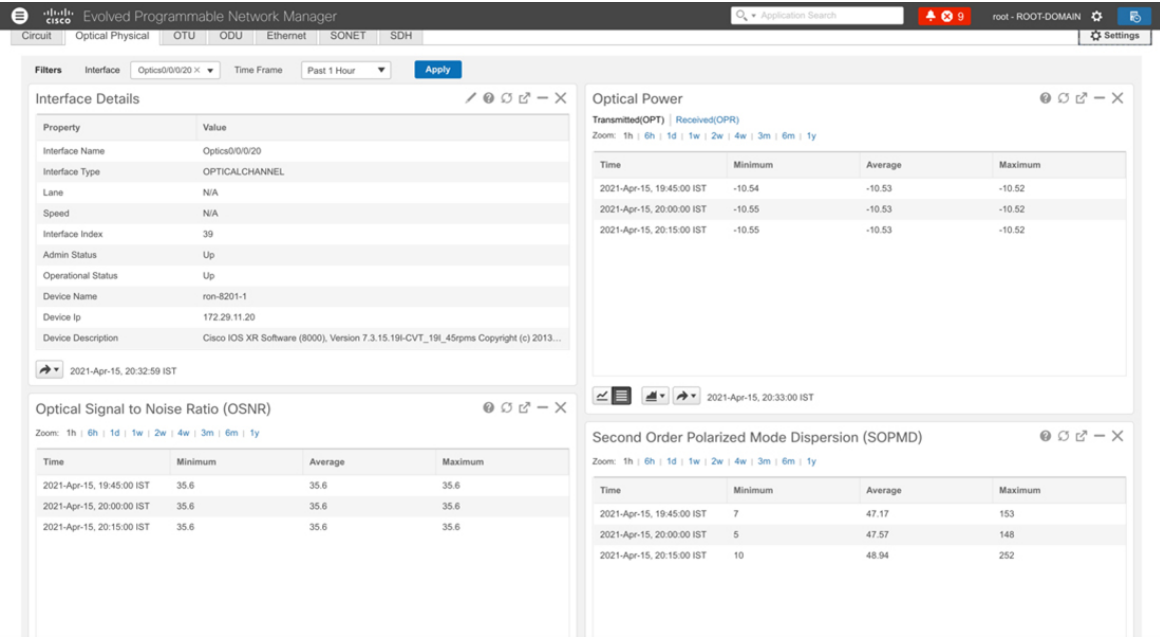 cisco Evolved Programmable Network Manager Application Search 9 root - ROOT-DOMAIN
Circuit Optical Physical OTU ODU Ethernet SONET SDH Settings
Filters Interface Optics0/0/0/20 × Time Frame Past 1 Hour Apply
Interface Details
Property Value
Interface Name Optics0/0/0/20
Interface Type OPTICALCHANNEL
Lane N/A
Speed N/A
Interface Index 39
Admin Status Up
Operational Status Up
Device Name ron-8201-1
Device Ip 172.29.11.20
Device Description Cisco IOS XR Software (8000), Version 7.3.15.19I-CVT_19I_45rpms Copyright (c) 2013...
2021-Apr-15, 20:32:59 IST
Optical Power
Transmitted(OPT) | Received(OPR)
Zoom: 1h | 6h | 1d | 1w | 2w | 4w | 3m | 6m | 1y
Time Minimum Average Maximum
2021-Apr-15, 19:45:00 IST -10.54 -10.53 -10.52
2021-Apr-15, 20:00:00 IST -10.55 -10.53 -10.52
2021-Apr-15, 20:15:00 IST -10.55 -10.53 -10.52
2021-Apr-15, 20:33:00 IST
Optical Signal to Noise Ratio (OSNR)
Zoom: 1h | 6h | 1d | 1w | 2w | 4w | 3m | 6m | 1y
Time Minimum Average Maximum
2021-Apr-15, 19:45:00 IST 35.6 35.6 35.6
2021-Apr-15, 20:00:00 IST 35.6 35.6 35.6
2021-Apr-15, 20:15:00 IST 35.6 35.6 35.6
Second Order Polarized Mode Dispersion (SOPMD)
Zoom: 1h | 6h | 1d | 1w | 2w | 4w | 3m | 6m | 1y
Time Minimum Average Maximum
2021-Apr-15, 19:45:00 IST 7 47.17 153
2021-Apr-15, 20:00:00 IST 5 47.57 148
2021-Apr-15, 20:15:00 IST 10 48.94 252